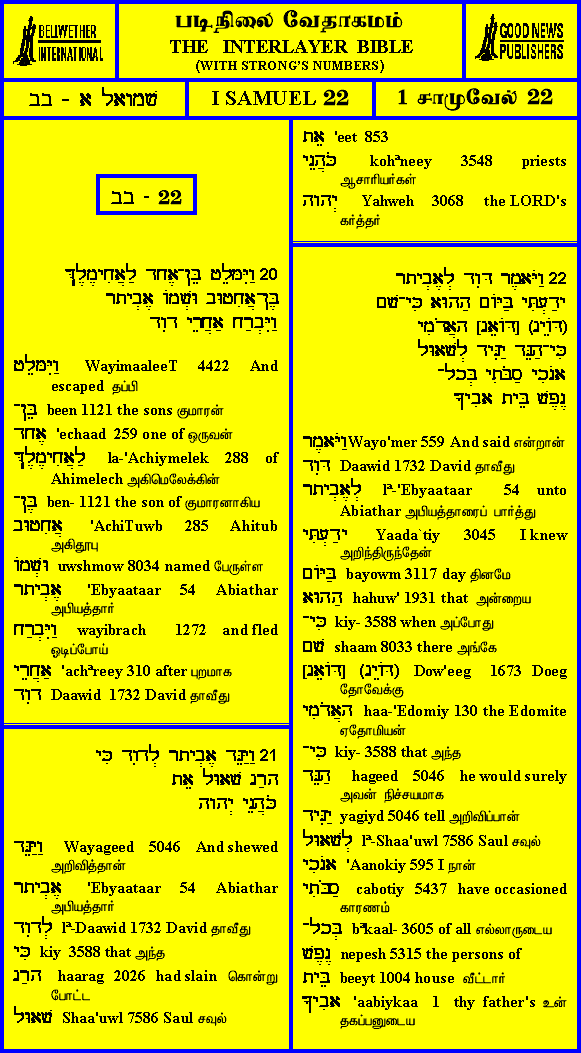 BELLWETHER
INTERNATIONAL
படிநிலை வேதாகமம்
THE INTERLAYER BIBLE
(WITH STRONG'S NUMBERS)
GOOD NEWS
PUBLISHERS
שמואל א - בב
I SAMUEL 22
1 சாமுவேல் 22
בב - 22
20 וַיִּמָּלֵט בֵּן־אֶחָד לַאֲחִימֶלֶךְ
בֶּן־אֲחִטוּב וּשְׁמוֹ אֶבְיָתָר
וַיִּבְרַח אַחֲרֵי דָוִד
וַיִּמָּלֵט WayimaaleeT 4422 And
escaped தப்பி
בֵּן־ been 1121 the sons குமாரன்
אֶחָד 'echaad 259 one of ஒருவன்
לַאֲחִימֶלֶךְ la-'Achiymelek 288 of
Ahimelech அகிமெலேக்கின்
בֶּן־ ben- 1121 the son of குமாரனாகிய
אֲחִטוּב 'AchiTuwb 285 Ahitub
அகிதூபு
וּשְׁמוֹ uwshmow 8034 named பேருள்ள
אֶבְיָתָר 'Ebyaataar 54 Abiathar
அபியத்தார்
וַיִּבְרַח wayibrach 1272 and fled
ஓடிப்போய்
אַחֲרֵי 'achªreey 310 after புறமாக
דָוִד Daawid 1732 David தாவீது
21 וַיַּגֵּד אֶבְיָתָר לְדָוִד כִּי
הָרַג שָׁאוּל אֵת
כֹּהֲנֵי יְהוָה
וַיַּגֵּד Wayageed 5046 And shewed
அறிவித்தான்
אֶבְיָתָר 'Ebyaataar 54 Abiathar
அபியத்தார்
לְדָוִד lª-Daawid 1732 David தாவீது
כִּי kiy 3588 that அந்த
הָרַג haarag 2026 had slain கொன்று
போட்ட
שָׁאוּל Shaa'uwl 7586 Saul சவுல்
אֵת 'eet 853
כֹּהֲנֵי kohªneey 3548 priests
ஆசாரியர்கள்
יְהוָה Yahweh 3068 the LORD's
கர்த்தர்
22 וַיֹּאמֶר דָּוִד לְאֶבְיָתָר
יָדַעְתִּי בַּיּוֹם הַהוּא כִּי־שָׁם
(דּוֹיֵג) [דּוֹאֵג] הָאֲדֹמִי
כִּי־הַגֵּד יַגִּיד לְשָׁאוּל
אָנֹכִי סַבֹּתִי בְּכָל־
נֶפֶשׁ בֵּית אָבִיךָ
וַיֹּאמֶר Wayo'mer 559 And said என்றான்
דָּוִד Daawid 1732 David தாவீது
לְאֶבְיָתָר lª-'Ebyaataar 54 unto
Abiathar அபியத்தாரைப் பார்த்து
יָדַעְתִּי Yaada`tiy 3045 I knew
அறிந்திருந்தேன்
בַּיּוֹם bayowm 3117 day தினமே
הַהוּא hahuw' 1931 that அன்றைய
כִּי־ kiy- 3588 when அப்போது
שָׁם shaam 8033 there அங்கே
[דּוֹאֵג] (דּוֹיֵג) Dow'eeg 1673 Doeg
தோவேக்கு
הָאֲדֹמִי haa-'Edomiy 130 the Edomite
ஏதோமியன்
כִּי־ kiy- 3588 that அந்த
הַגֵּד hageed 5046 he would surely
அவன் நிச்சயமாக
יַגִּיד yagiyd 5046 tell அறிவிப்பான்
לְשָׁאוּל lª-Shaa'uwl 7586 Saul சவுல்
אָנֹכִי 'Aanokiy 595 I நான்
סַבֹּתִי cabotiy 5437 have occasioned
காரணம்
בְּכָל־ bªkaal- 3605 of all எல்லாருடைய
נֶפֶשׁ nepesh 5315 the persons of
בֵּית beeyt 1004 house வீட்டார்
אָבִיךָ 'aabiykaa 1 thy father's உன்
தகப்பனுடைய